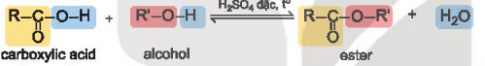 H₂SO₄ đặc, t°
R–C–O–H + R'–O–H ⇌ R–C–O–R' + H₂O
O O
carboxylic acid alcohol ester